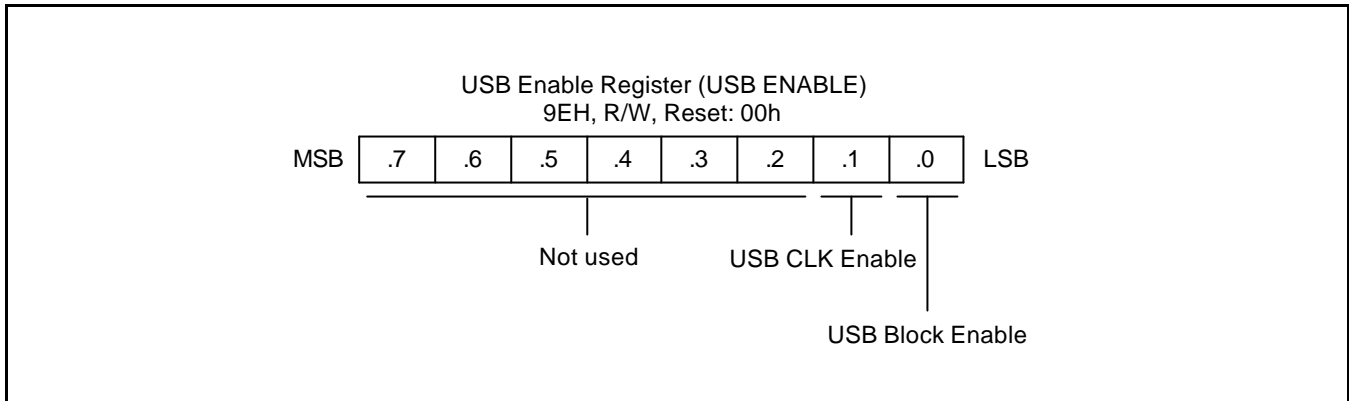 USB Enable Register (USB ENABLE)
9EH, R/W, Reset: 00h
MSB .7 .6 .5 .4 .3 .2 .1 .0 LSB
Not used USB CLK Enable
USB Block Enable